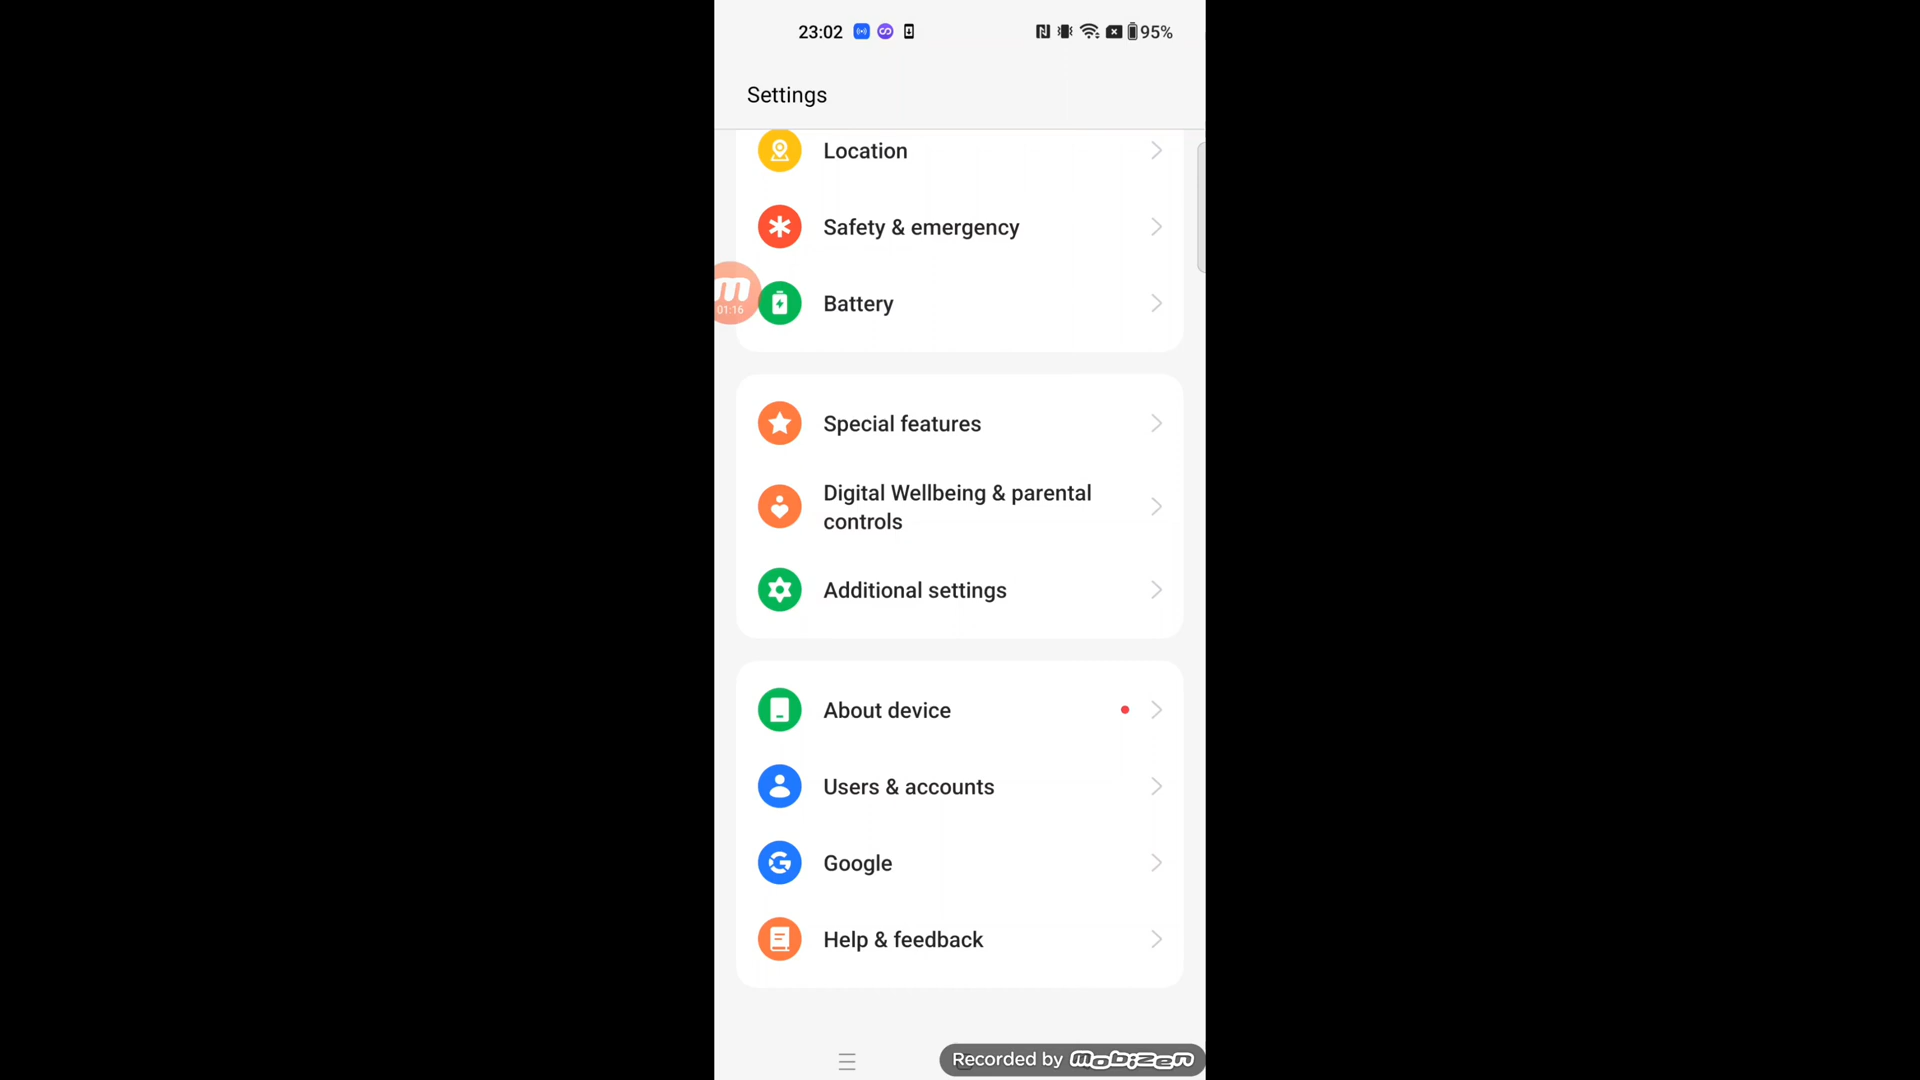 23:02 95%
Settings
Location
Safety & emergency
m
01:16
Battery
Special features
Digital Wellbeing & parental
controls
Additional settings
About device
Users & accounts
Google
Help & feedback
Recorded by mobizen